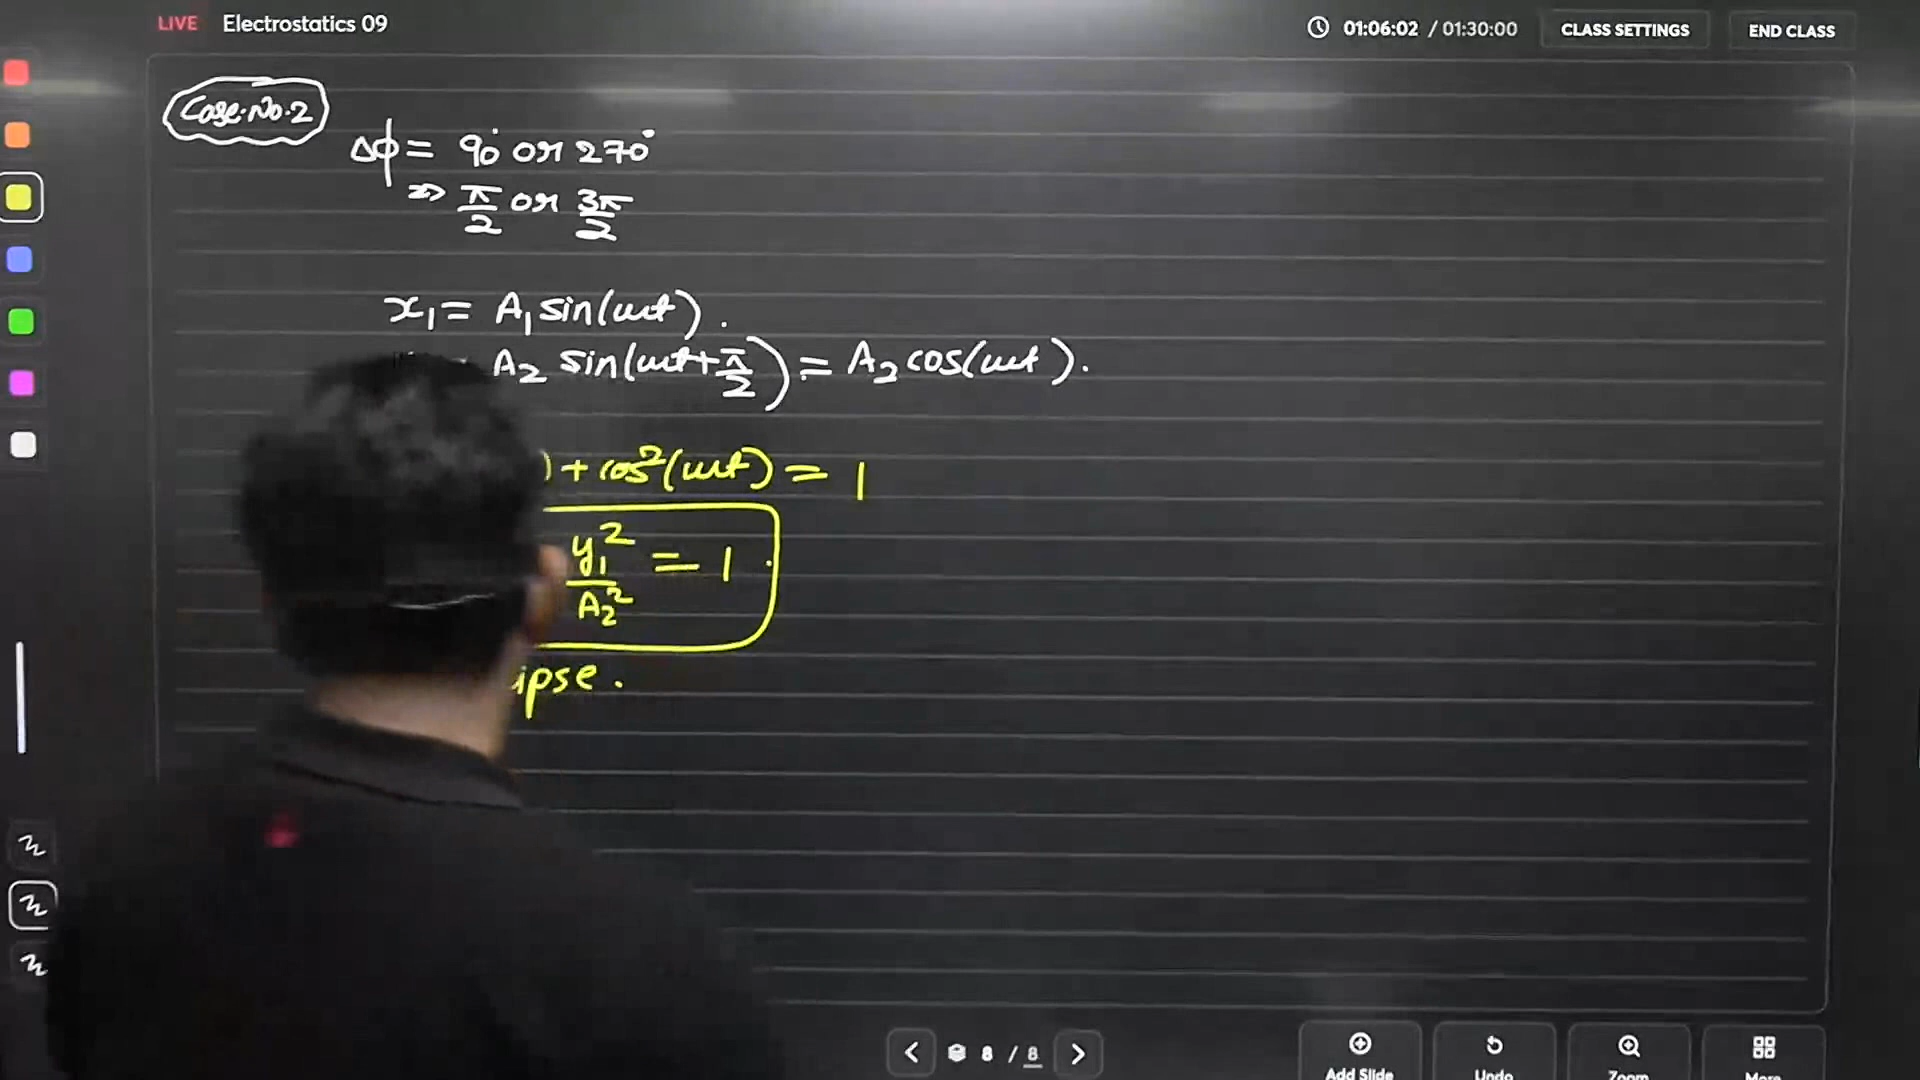 LIVE Electrostatics 09 01:06:02 / 01:30:00 CLASS SETTINGS END CLASS
Case.No.2
Δϕ = 90° or 270°
=> π/2 or 3π/2
x₁ = A₁ sin(ωt).
= A₂ sin(ωt+π/2) = A₂ cos(ωt).
) + cos²(ωt) = 1
y₁²/A₂² = 1
ipse.
8 / 8
Add Slide Undo Zoom More